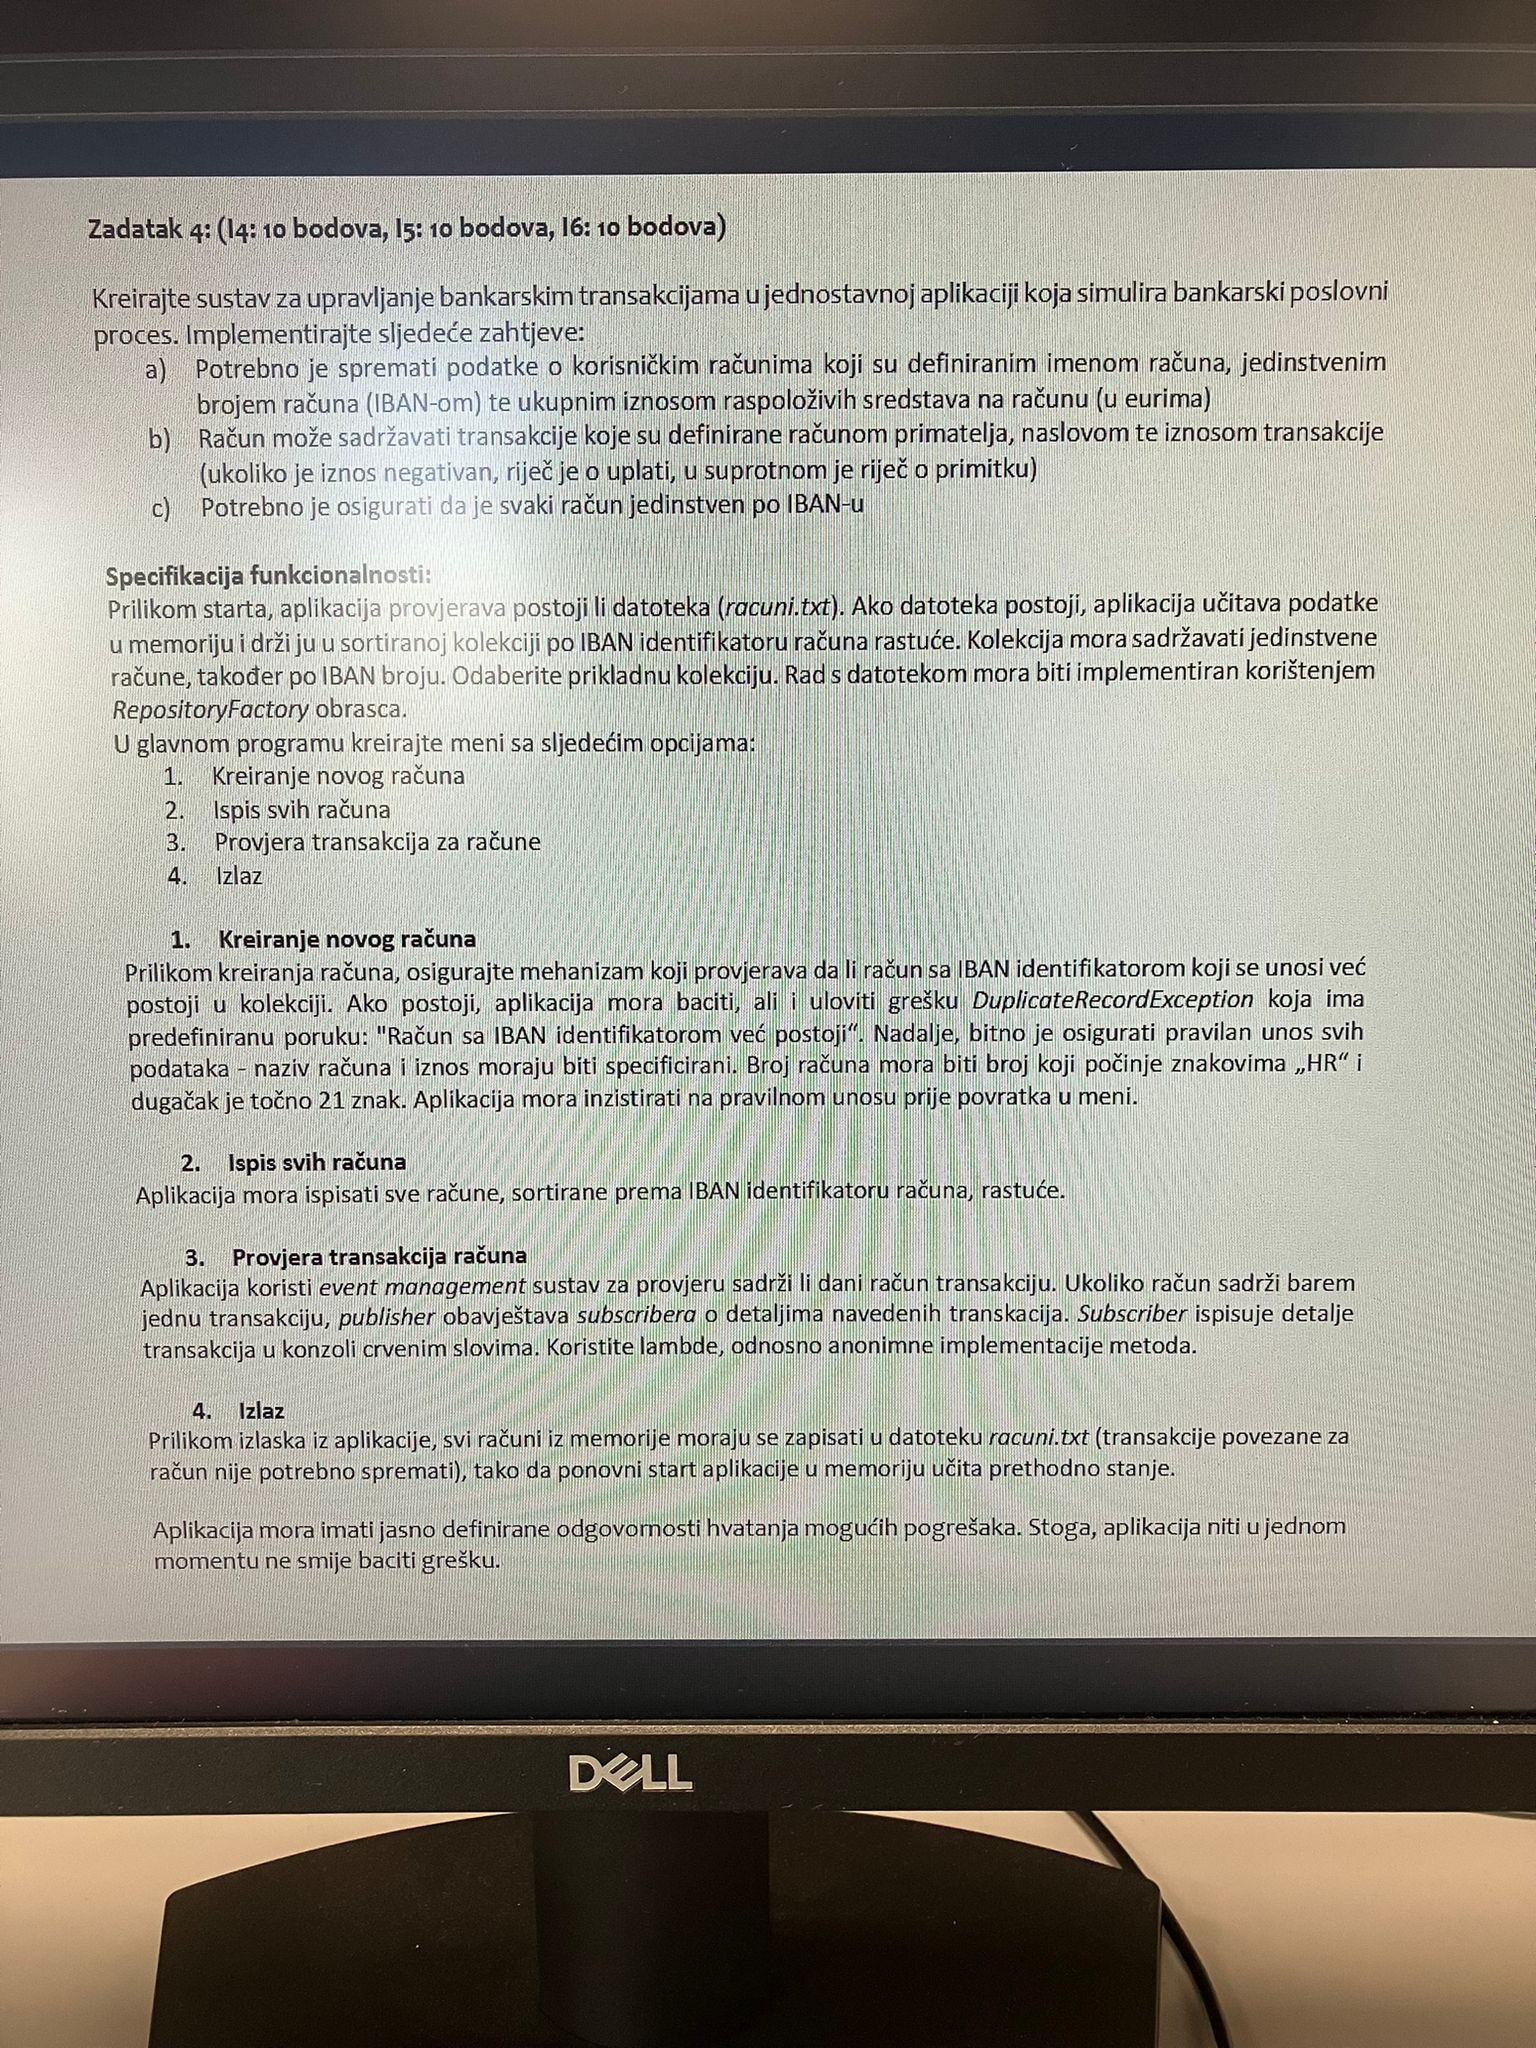 Zadatak 4: (I4: 10 bodova, I5: 10 bodova, I6: 10 bodova)
Kreirajte sustav za upravljanje bankarskim transakcijama u jednostavnoj aplikaciji koja simulira bankarski poslovni
proces. Implementirajte sljedeće zahtjeve:
a) Potrebno je spremati podatke o korisničkim računima koji su definiranim imenom računa, jedinstvenim
brojem računa (IBAN-om) te ukupnim iznosom raspoloživih sredstava na računu (u eurima)
b) Račun može sadržavati transakcije koje su definirane računom primatelja, naslovom te iznosom transakcije
(ukoliko je iznos negativan, riječ je o uplati, u suprotnom je riječ o primitku)
c) Potrebno je osigurati da je svaki račun jedinstven po IBAN-u
Specifikacija funkcionalnosti:
Prilikom starta, aplikacija provjerava postoji li datoteka (racuni.txt). Ako datoteka postoji, aplikacija učitava podatke
u memoriju i drži ju u sortiranoj kolekciji po IBAN identifikatoru računa rastuće. Kolekcija mora sadržavati jedinstvene
račune, također po IBAN broju. Odaberite prikladnu kolekciju. Rad s datotekom mora biti implementiran korištenjem
RepositoryFactory obrasca.
U glavnom programu kreirajte meni sa sljedećim opcijama:
1. Kreiranje novog računa
2. Ispis svih računa
3. Provjera transakcija za račune
4. Izlaz
1. Kreiranje novog računa
Prilikom kreiranja računa, osigurajte mehanizam koji provjerava da li račun sa IBAN identifikatorom koji se unosi već
postoji u kolekciji. Ako postoji, aplikacija mora baciti, ali i uloviti grešku DuplicateRecordException koja ima
predefiniranu poruku: "Račun sa IBAN identifikatorom već postoji“. Nadalje, bitno je osigurati pravilan unos svih
podataka - naziv računa i iznos moraju biti specificirani. Broj računa mora biti broj koji počinje znakovima „HR“ i
dugačak je točno 21 znak. Aplikacija mora inzistirati na pravilnom unosu prije povratka u meni.
2. Ispis svih računa
Aplikacija mora ispisati sve račune, sortirane prema IBAN identifikatoru računa, rastuće.
3. Provjera transakcija računa
Aplikacija koristi event management sustav za provjeru sadrži li dani račun transakciju. Ukoliko račun sadrži barem
jednu transakciju, publisher obavještava subscribera o detaljima navedenih transkacija. Subscriber ispisuje detalje
transakcija u konzoli crvenim slovima. Koristite lambde, odnosno anonimne implementacije metoda.
4. Izlaz
Prilikom izlaska iz aplikacije, svi računi iz memorije moraju se zapisati u datoteku racuni.txt (transakcije povezane za
račun nije potrebno spremati), tako da ponovni start aplikacije u memoriju učita prethodno stanje.
Aplikacija mora imati jasno definirane odgovornosti hvatanja mogućih pogrešaka. Stoga, aplikacija niti u jednom
momentu ne smije baciti grešku.
DELL